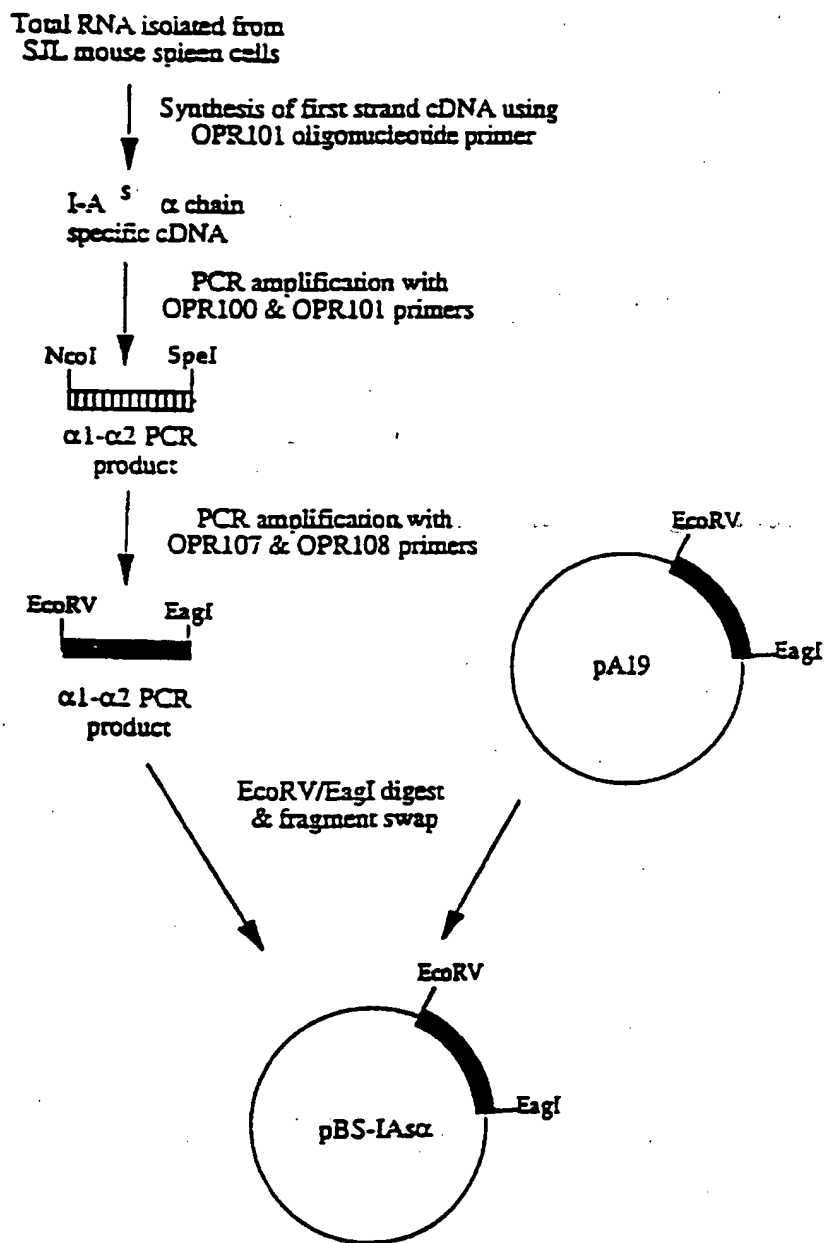 Total RNA isolated from
SJL mouse spleen cells
Synthesis of first strand cDNA using
OPR101 oligonucleotide primer
I-A s α chain
specific cDNA
PCR amplification with
OPR100 & OPR101 primers
NcoI SpeI
α1-α2 PCR
product
PCR amplification with
OPR107 & OPR108 primers
EcoRV
EcoRV EagI
EagI
pA19
α1-α2 PCR
product
EcoRV/EagI digest
& fragment swap
EcoRV
EagI
pBS-IAsα